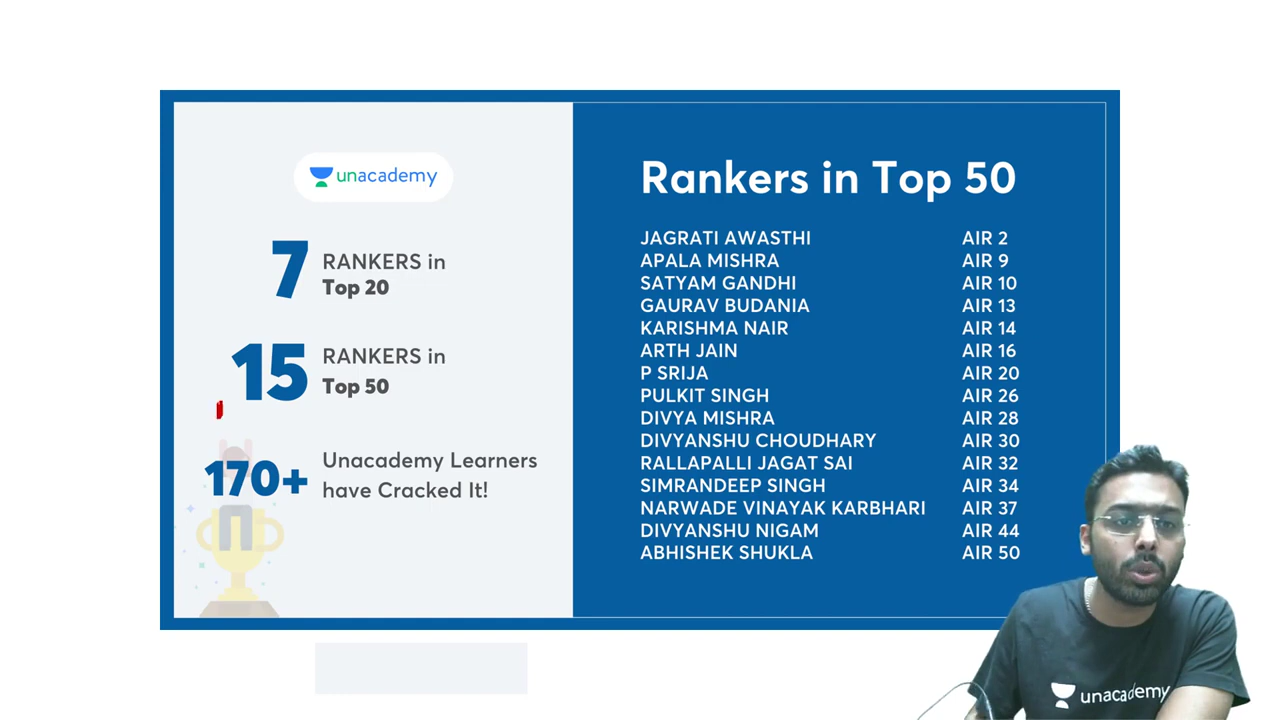 unacademy
7 RANKERS in
Top 20
15 RANKERS in
Top 50
170+ Unacademy Learners
have Cracked It!
Rankers in Top 50
JAGRATI AWASTHI AIR 2
APALA MISHRA AIR 9
SATYAM GANDHI AIR 10
GAURAV BUDANIA AIR 13
KARISHMA NAIR AIR 14
ARTH JAIN AIR 16
P SRIJA AIR 20
PULKIT SINGH AIR 26
DIVYA MISHRA AIR 28
DIVYANSHU CHOUDHARY AIR 30
RALLAPALLI JAGAT SAI AIR 32
SIMRANDEEP SINGH AIR 34
NARWADE VINAYAK KARBHARI AIR 37
DIVYANSHU NIGAM AIR 44
ABHISHEK SHUKLA AIR 50
unacademy